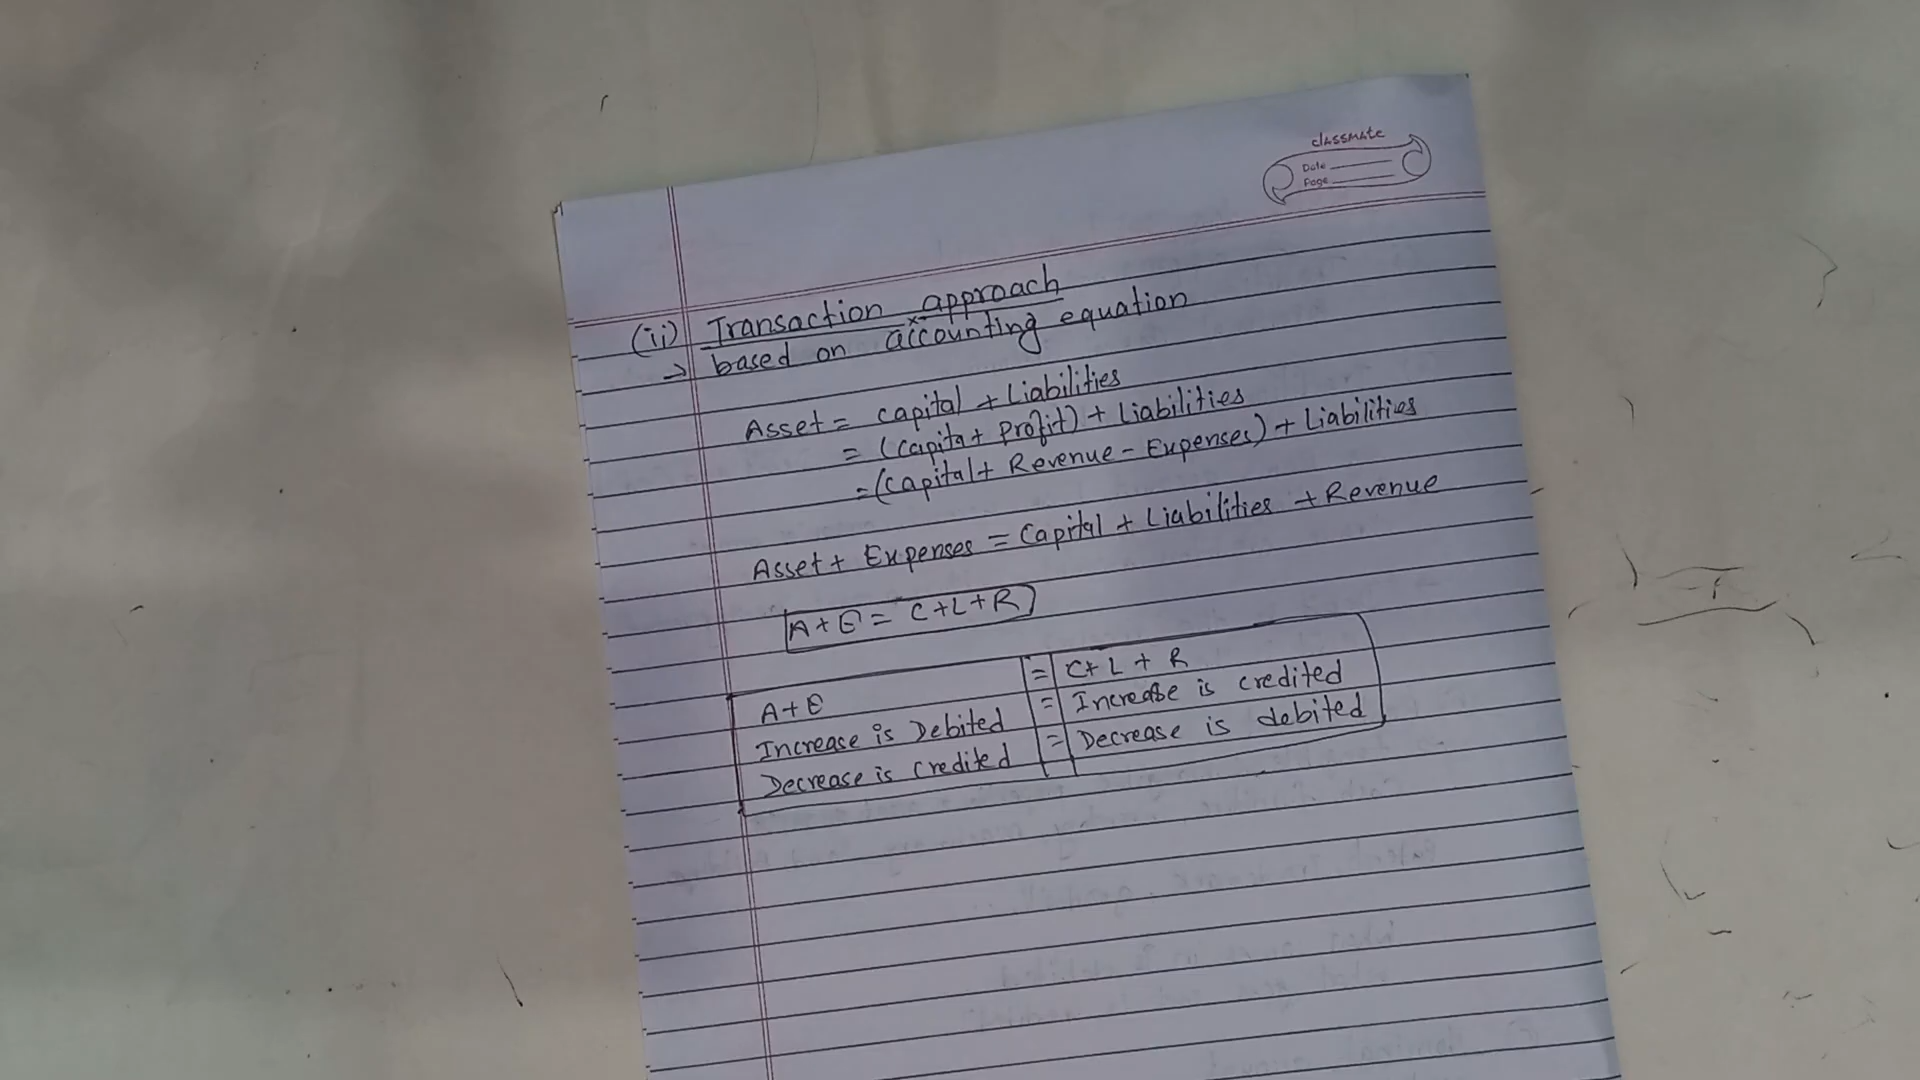 classmate
Date
Page
(ii) Transaction approach
→ based on accounting equation
Asset = capital + Liabilities
= (capita + Profit) + Liabilities
= (capital + Revenue - Expenses) + Liabilities
Asset + Expenses = Capital + Liabilities + Revenue
A + E = C + L + R
A + E = C + L + R
Increase is Debited = Increase is credited
Decrease is credited = Decrease is debited